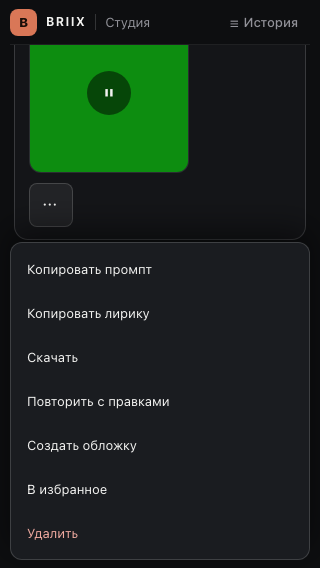 B BRIIX Студия ≡ История
...
Копировать промпт
Копировать лирику
Скачать
Повторить с правками
Создать обложку
В избранное
Удалить